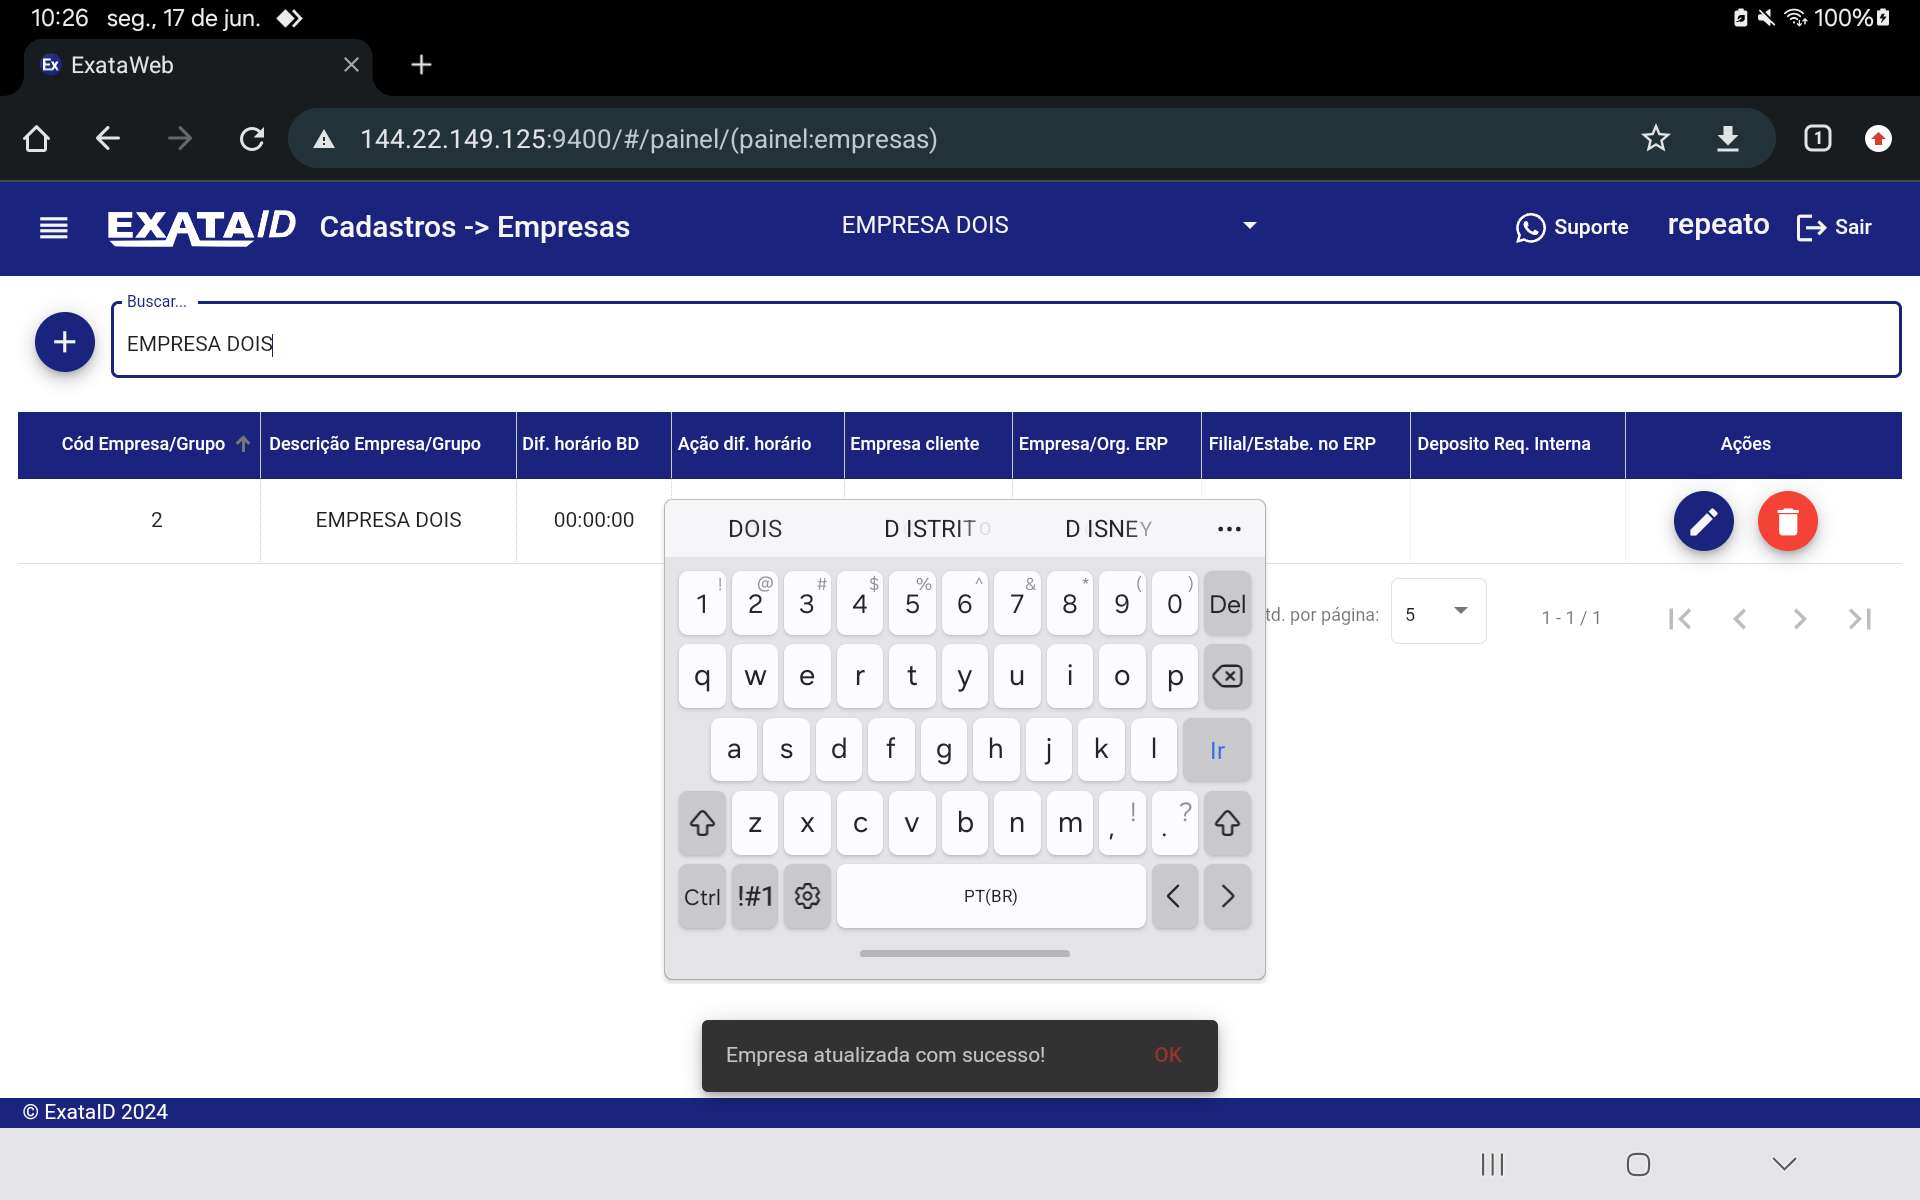 10:26 seg., 17 de jun. 100%
Ex ExataWeb
144.22.149.125:9400/#/painel/(painel:empresas) 1
EXATA/D Cadastros -> Empresas EMPRESA DOIS Suporte repeato Sair
Buscar...
EMPRESA DOIS
Cód Empresa/Grupo Descrição Empresa/Grupo Dif. horário BD Ação dif. horário Empresa cliente Empresa/Org. ERP Filial/Estabe. no ERP Deposito Req. Interna Ações
2 EMPRESA DOIS 00:00:00
DOIS D ISTRITO D ISNEY ...
! @ # $ % ^ & * ( )
1 2 3 4 5 6 7 8 9 0 Del
td. por página: 5 1 - 1 / 1
q w e r t y u i o p
a s d f g h j k l Ir
z x c v b n m , ! . ?
Ctrl !#1 PT(BR) < >
Empresa atualizada com sucesso! OK
© ExataID 2024